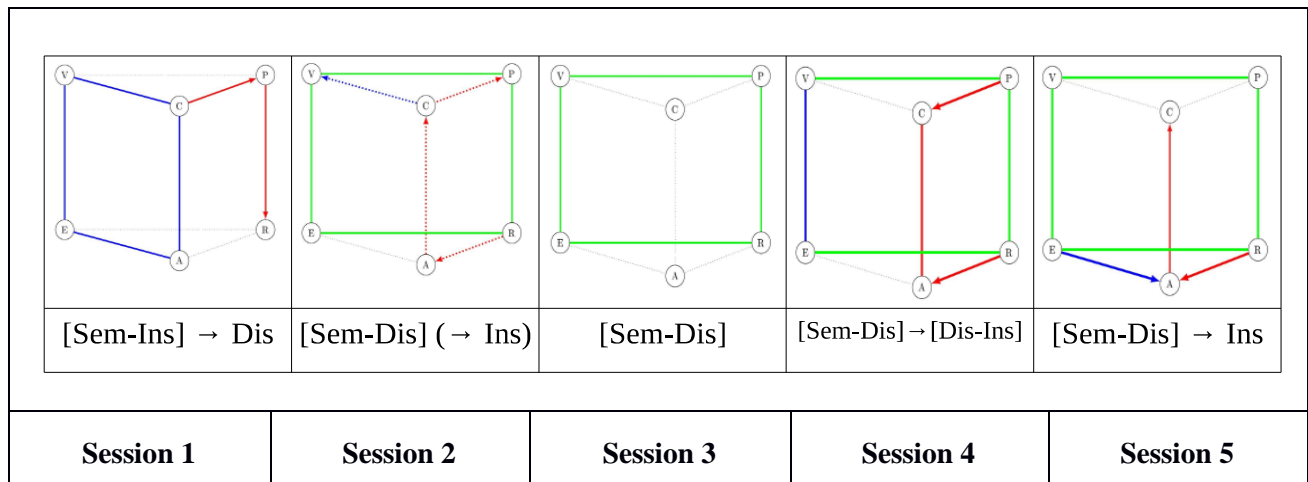 V P C E R A
V P C E R A
V P C E R A
V P C E R A
V P C E R A
[Sem-Ins] → Dis
[Sem-Dis] (→ Ins)
[Sem-Dis]
[Sem-Dis]→[Dis-Ins]
[Sem-Dis] → Ins
Session 1
Session 2
Session 3
Session 4
Session 5